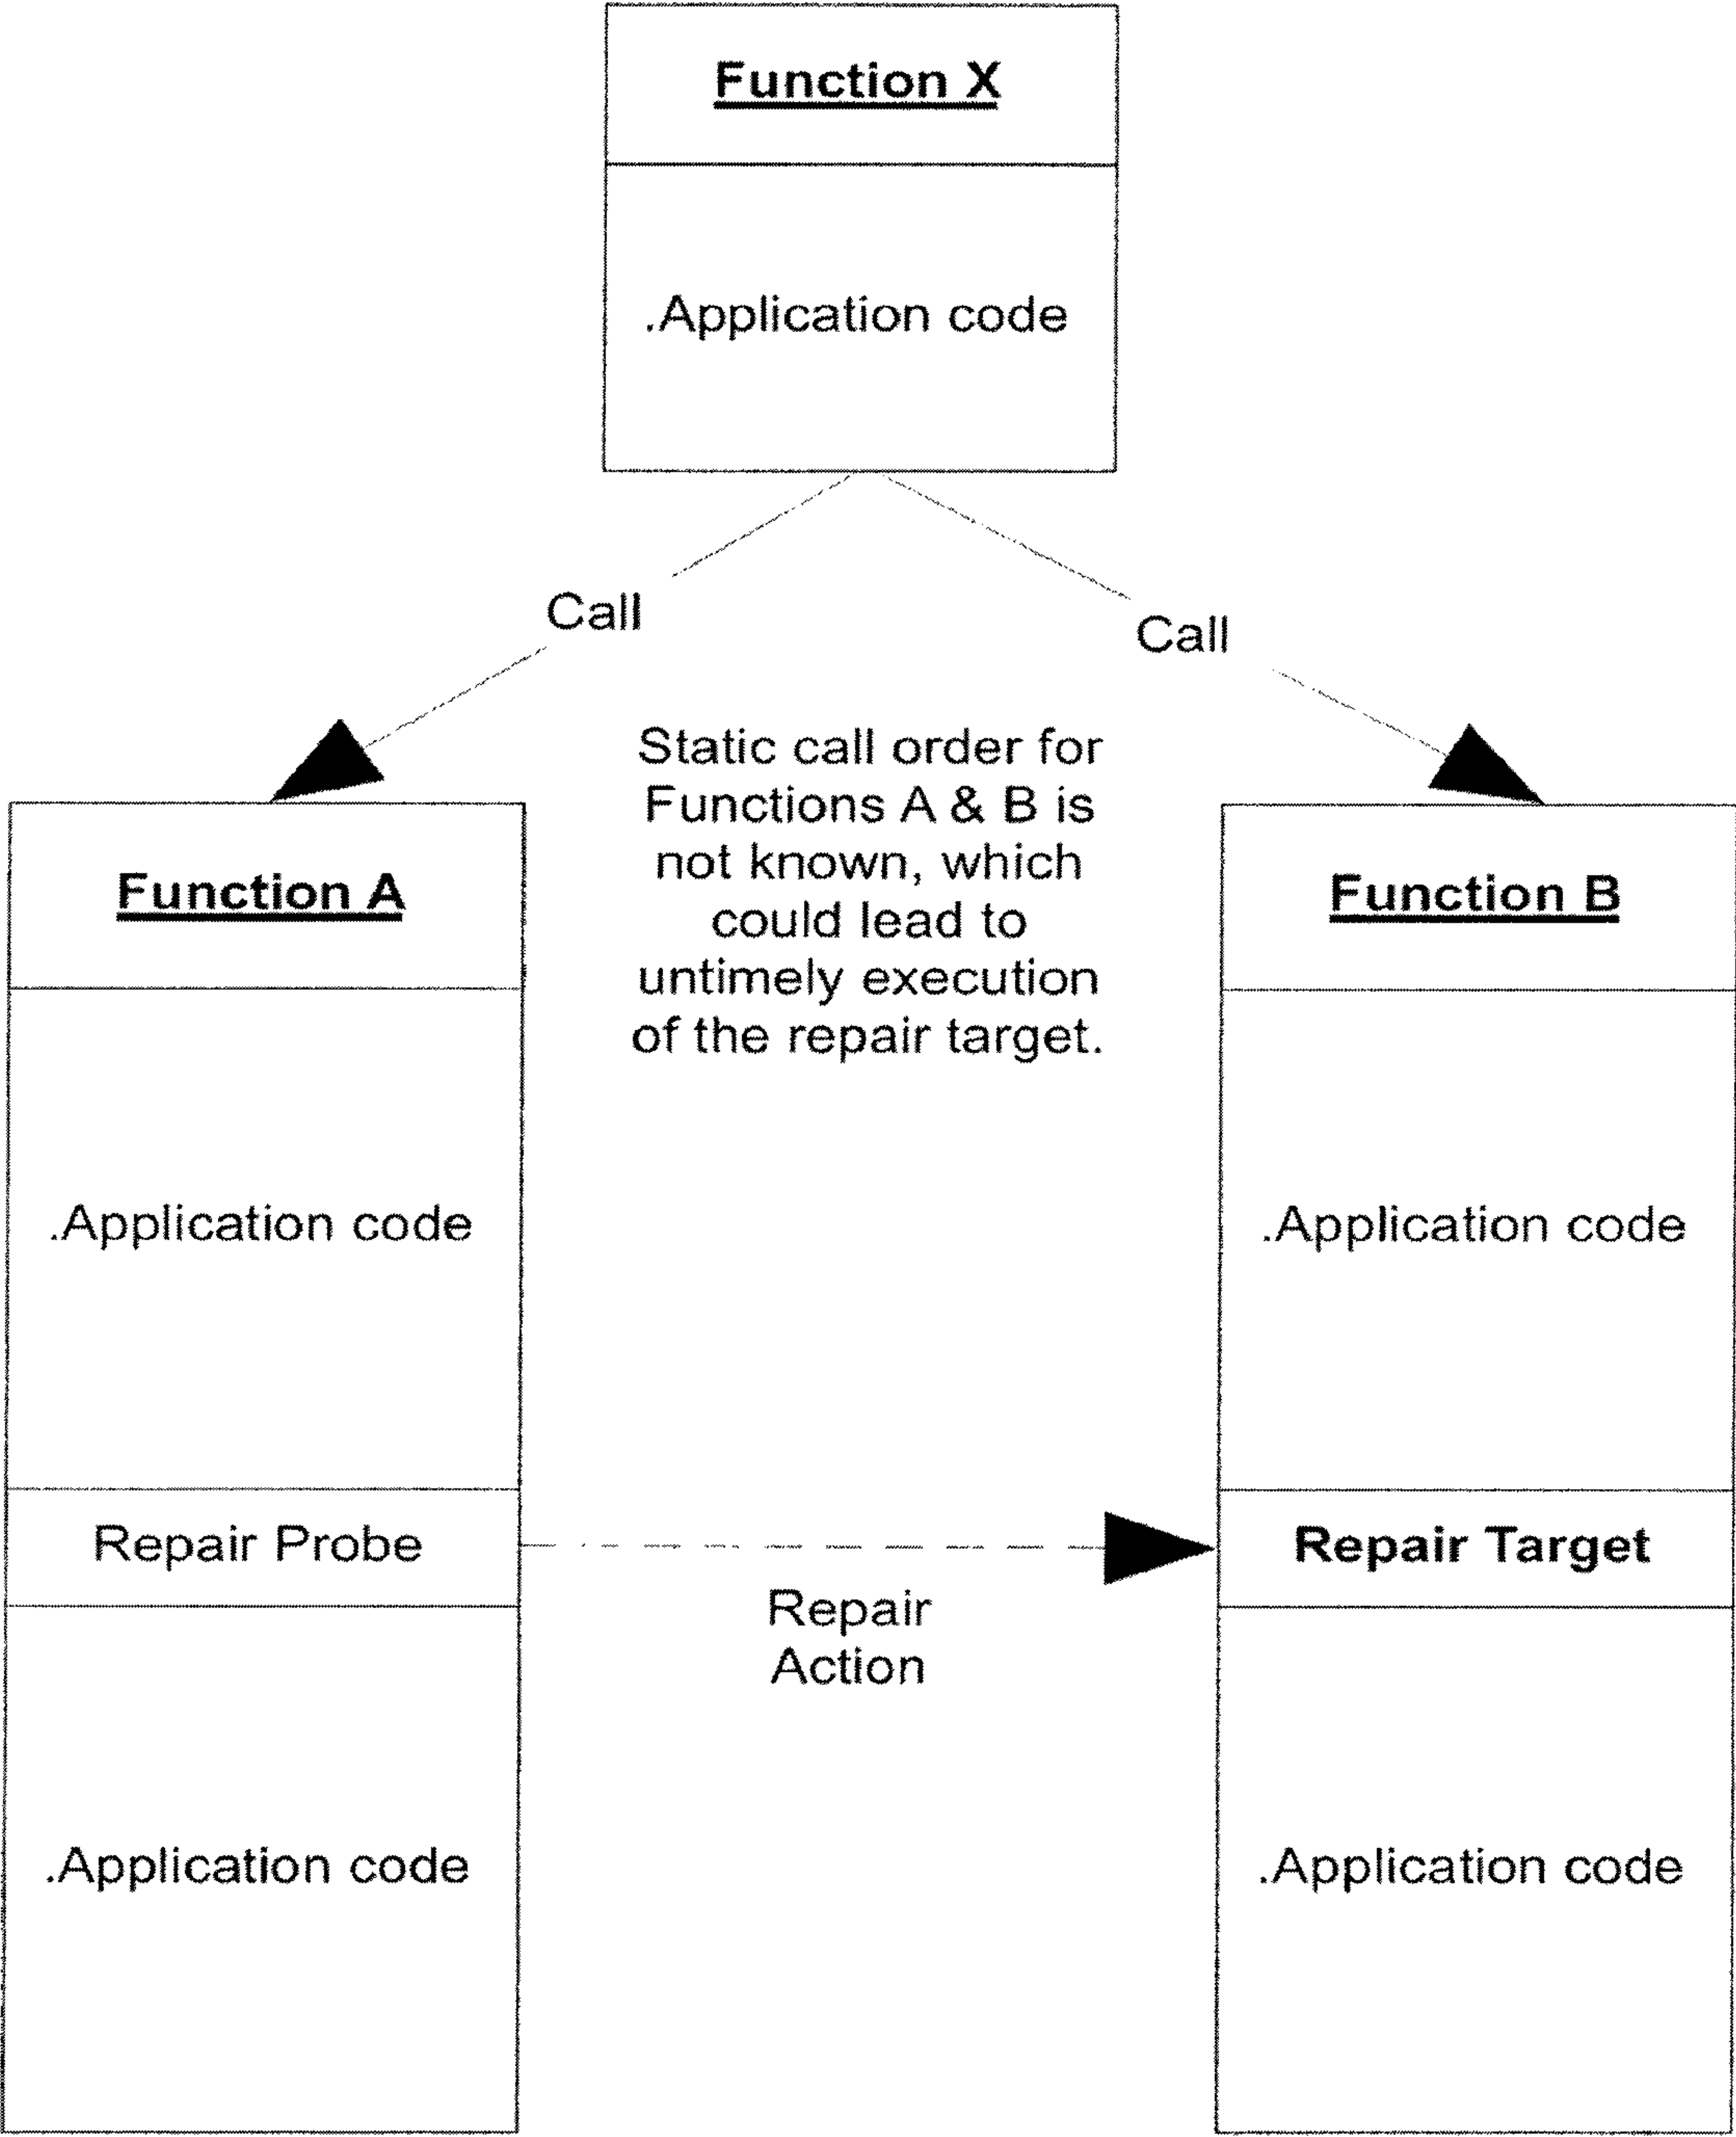 Function X
.Application code
Call
Call
Static call order for
Functions A & B is
not known, which
could lead to
untimely execution
of the repair target.
Function A
.Application code
Repair Probe
.Application code
Repair
Action
Function B
.Application code
Repair Target
.Application code